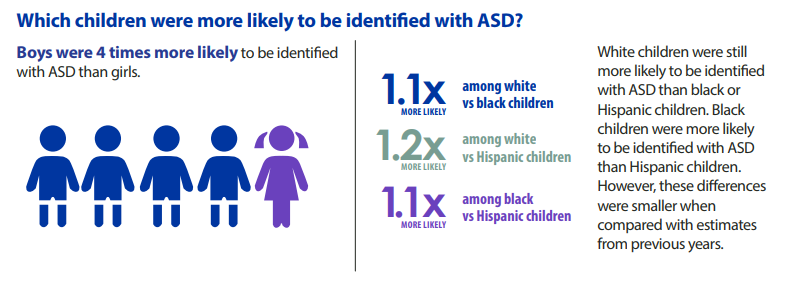 Which children were more likely to be identified with ASD?
Boys were 4 times more likely to be identified
with ASD than girls.
1.1x
MORE LIKELY
among white
vs black children
1.2x
MORE LIKELY
among white
vs Hispanic children
1.1x
MORE LIKELY
among black
vs Hispanic children
White children were still
more likely to be identified
with ASD than black or
Hispanic children. Black
children were more likely
to be identified with ASD
than Hispanic children.
However, these differences
were smaller when
compared with estimates
from previous years.